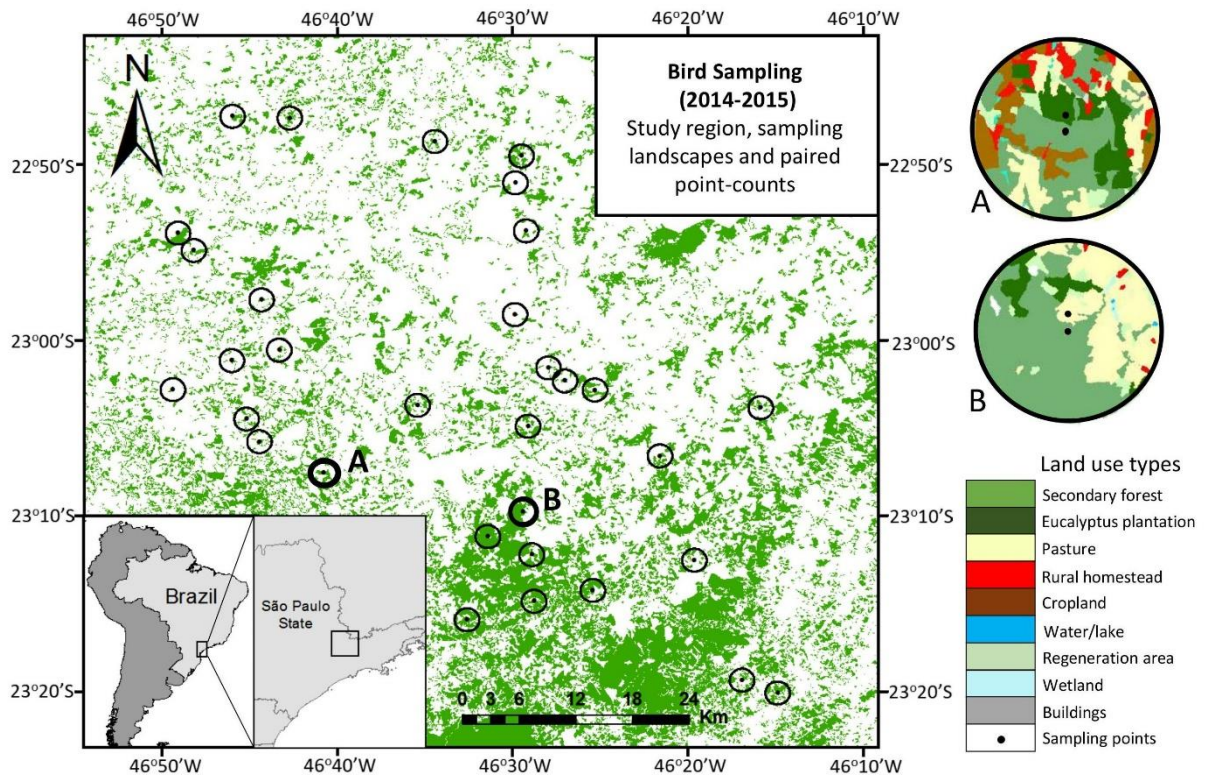 46°50'W 46°40'W 46°30'W 46°20'W 46°10'W
N
Bird Sampling
(2014-2015)
Study region, sampling
landscapes and paired
point-counts
22°50'S
23°00'S
23°10'S
23°20'S
22°50'S
23°00'S
23°10'S
23°20'S
A
B
Brazil
São Paulo
State
0 3 6 12 18 24
Km
46°50'W 46°40'W 46°30'W 46°20'W 46°10'W
A
B
Land use types
Secondary forest
Eucalyptus plantation
Pasture
Rural homestead
Cropland
Water/lake
Regeneration area
Wetland
Buildings
Sampling points